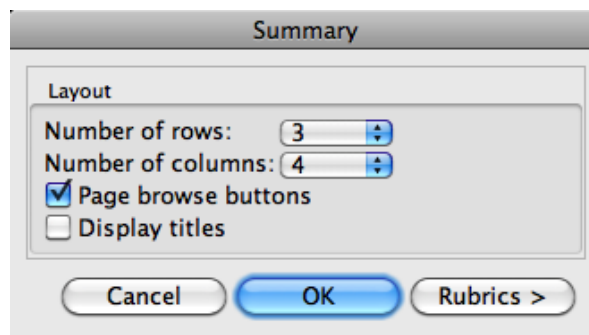 Summary
Layout
Number of rows: 3
Number of columns: 4
Page browse buttons
Display titles
Cancel OK Rubrics >